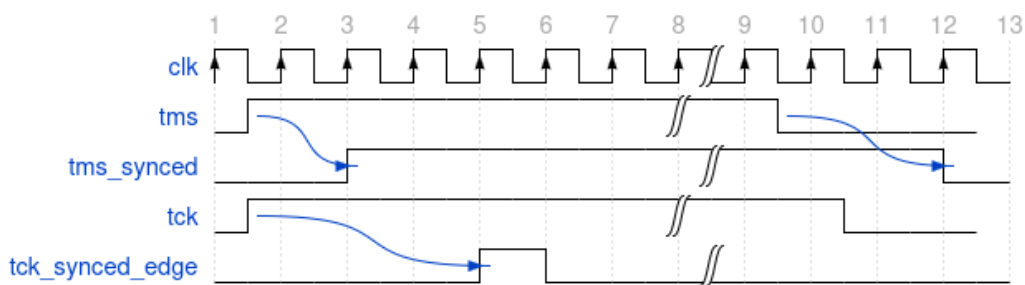 1 2 3 4 5 6 7 8 9 10 11 12 13
clk
tms
tms_synced
tck
tck_synced_edge